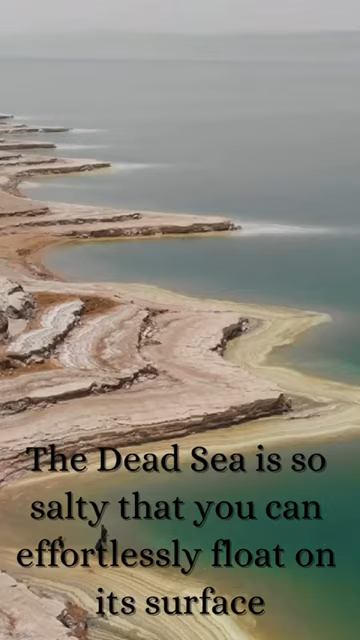 The Dead Sea is so
salty that you can
effortlessly float on
its surface